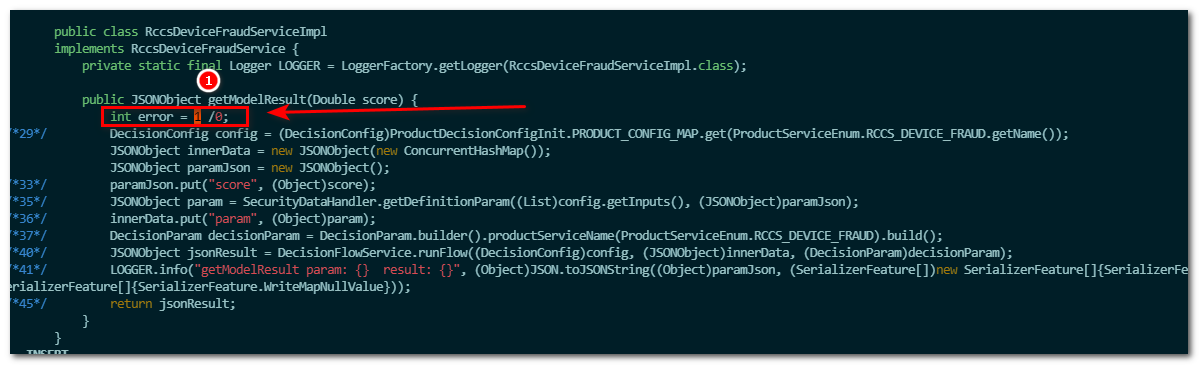 public class RccsDeviceFraudServiceImpl
implements RccsDeviceFraudService {
private static final Logger LOGGER = LoggerFactory.getLogger(RccsDeviceFraudServiceImpl.class);
1
public JSONObject getModelResult(Double score) {
int error = 1 /0;
/*29*/ DecisionConfig config = (DecisionConfig)ProductDecisionConfigInit.PRODUCT_CONFIG_MAP.get(ProductServiceEnum.RCCS_DEVICE_FRAUD.getName());
JSONObject innerData = new JSONObject(new ConcurrentHashMap());
JSONObject paramJson = new JSONObject();
/*33*/ paramJson.put("score", (Object)score);
/*35*/ JSONObject param = SecurityDataHandler.getDefinitionParam((List)config.getInputs(), (JSONObject)paramJson);
/*36*/ innerData.put("param", (Object)param);
/*37*/ DecisionParam decisionParam = DecisionParam.builder().productServiceName(ProductServiceEnum.RCCS_DEVICE_FRAUD).build();
/*40*/ JSONObject jsonResult = DecisionFlowService.runFlow((DecisionConfig)config, (JSONObject)innerData, (DecisionParam)decisionParam);
/*41*/ LOGGER.info("getModelResult param: {}  result: {}", (Object)JSON.toJSONString((Object)paramJson, (SerializerFeature[])new SerializerFeature[]{SerializerFe
erializerFeature[]{SerializerFeature.WriteMapNullValue}));
/*45*/ return jsonResult;
}
}
INSERT